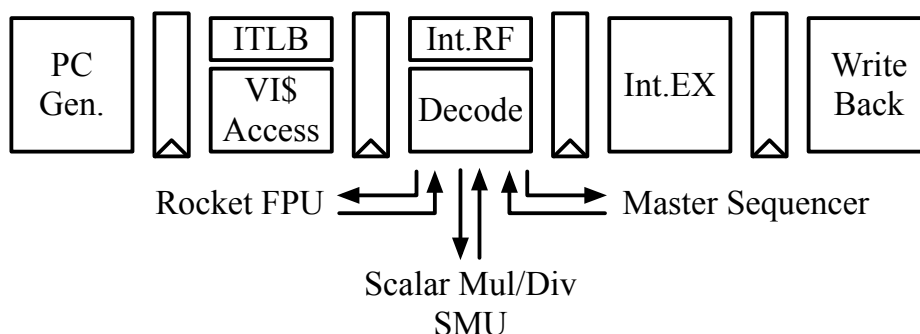 PC
Gen.
ITLB
VI$
Access
Int.RF
Decode
Int.EX
Write
Back
Rocket FPU
Master Sequencer
Scalar Mul/Div
SMU